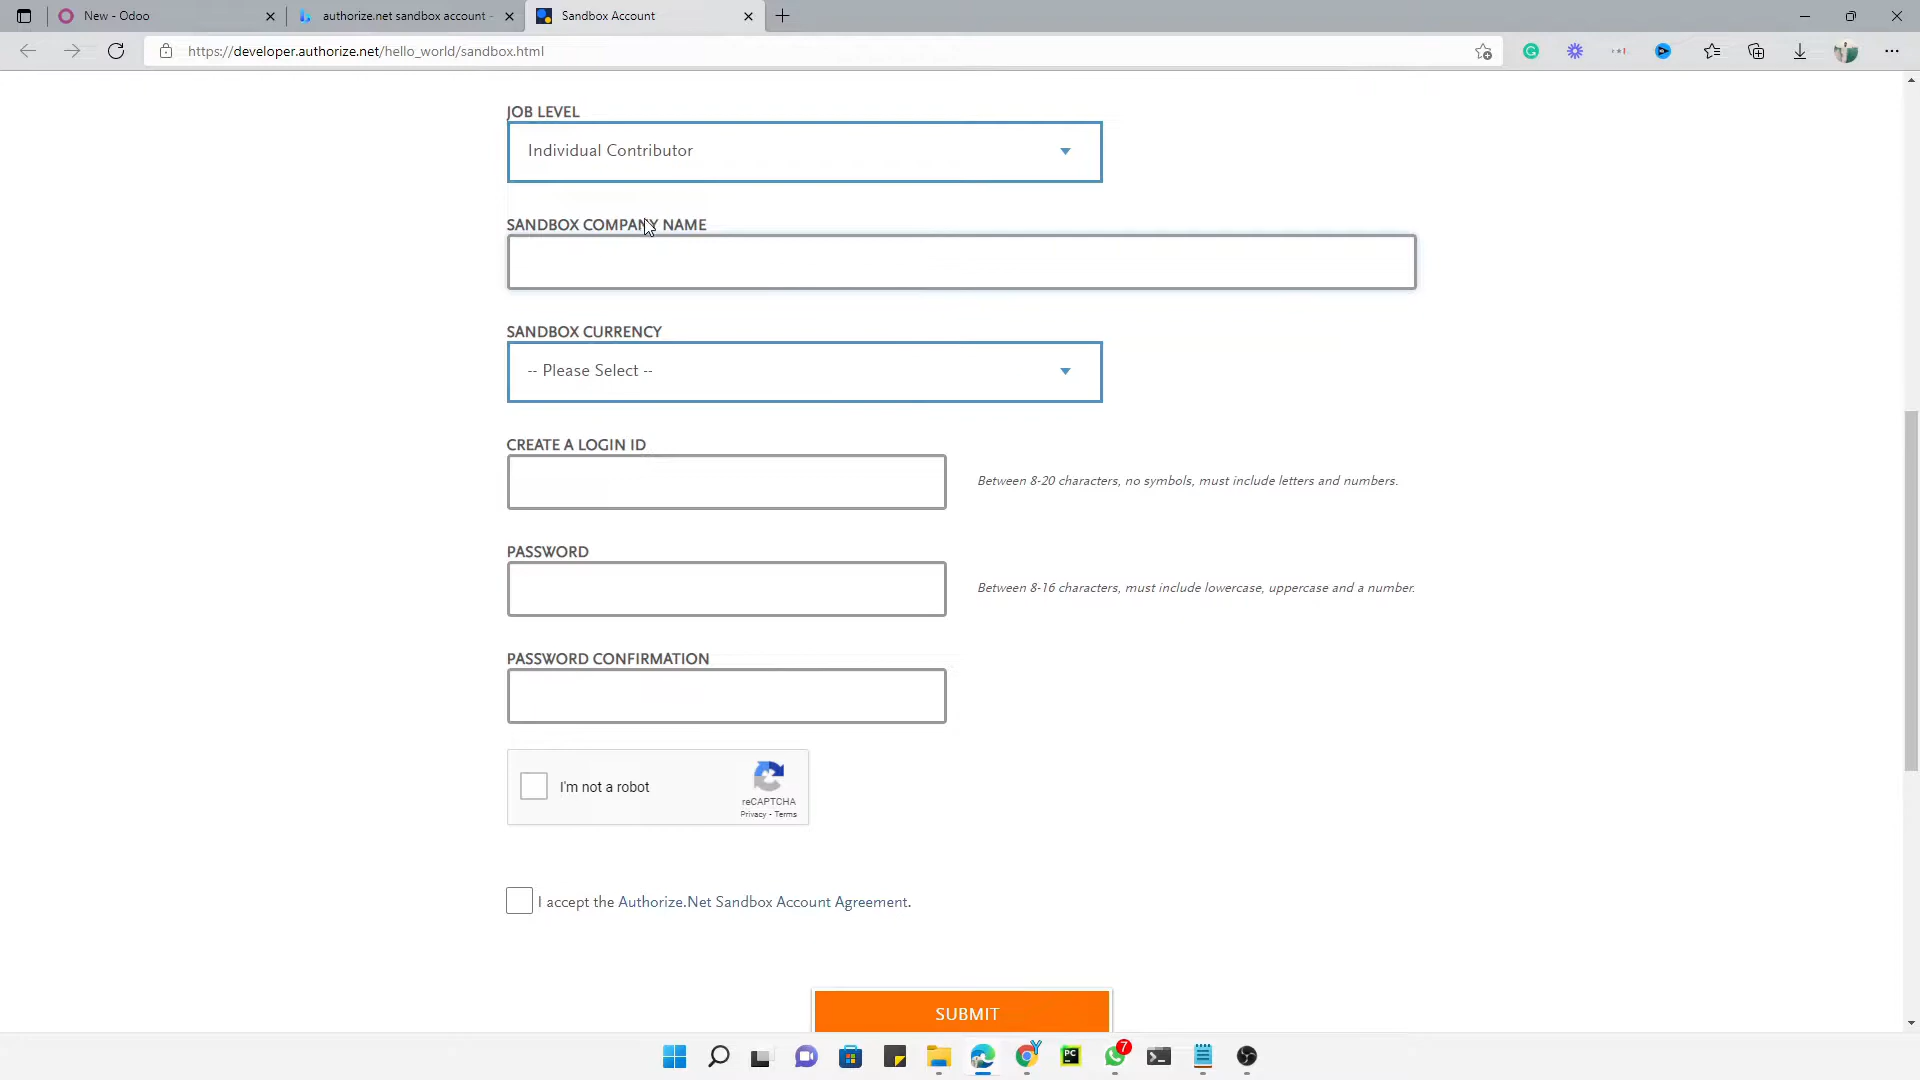 New - Odoo
authorize.net sandbox account -
Sandbox Account
https://developer.authorize.net/hello_world/sandbox.html
JOB LEVEL
Individual Contributor
SANDBOX COMPANY NAME
SANDBOX CURRENCY
-- Please Select --
CREATE A LOGIN ID
Between 8-20 characters, no symbols, must include letters and numbers.
PASSWORD
Between 8-16 characters, must include lowercase, uppercase and a number.
PASSWORD CONFIRMATION
I'm not a robot
reCAPTCHA
Privacy - Terms
I accept the Authorize.Net Sandbox Account Agreement.
SUBMIT
PC
7